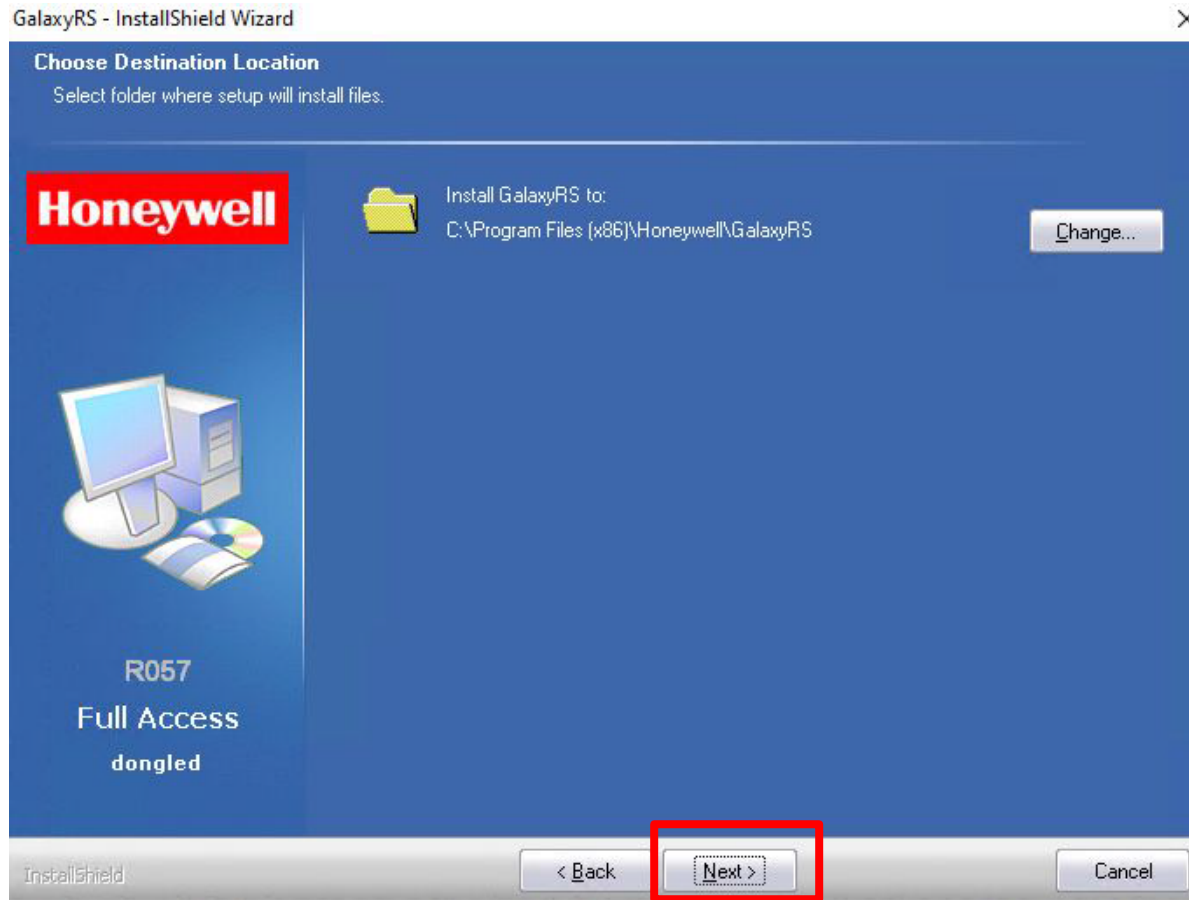 GalaxyRS - InstallShield Wizard
Choose Destination Location
Select folder where setup will install files.
Honeywell
Install GalaxyRS to:
C:\Program Files (x86)\Honeywell\GalaxyRS
Change...
R057
Full Access
dongled
InstallShield
< Back
Next >
Cancel